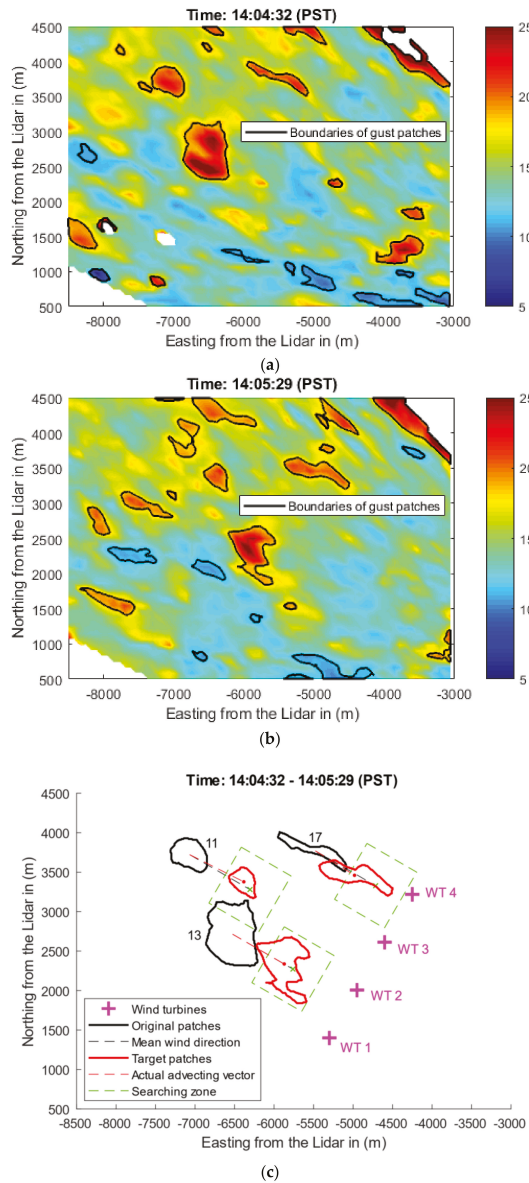 Time: 14:04:32 (PST)
4500
4000
3500
3000
2500
2000
1500
1000
500
Northing from the Lidar in (m)
Boundaries of gust patches
-8000 -7000 -6000 -5000 -4000 -3000
Easting from the Lidar in (m)
25
20
15
10
5
(a)
Time: 14:05:29 (PST)
4500
4000
3500
3000
2500
2000
1500
1000
500
Northing from the Lidar in (m)
Boundaries of gust patches
-8000 -7000 -6000 -5000 -4000 -3000
Easting from the Lidar in (m)
25
20
15
10
5
(b)
Time: 14:04:32 - 14:05:29 (PST)
4500
4000
3500
3000
2500
2000
1500
1000
500
Northing from the Lidar in (m)
11
17
13
WT 4
WT 3
WT 2
WT 1
Wind turbines
Original patches
Mean wind direction
Target patches
Actual advecting vector
Searching zone
-8500 -8000 -7500 -7000 -6500 -6000 -5500 -5000 -4500 -4000 -3500 -3000
Easting from the Lidar in (m)
(c)